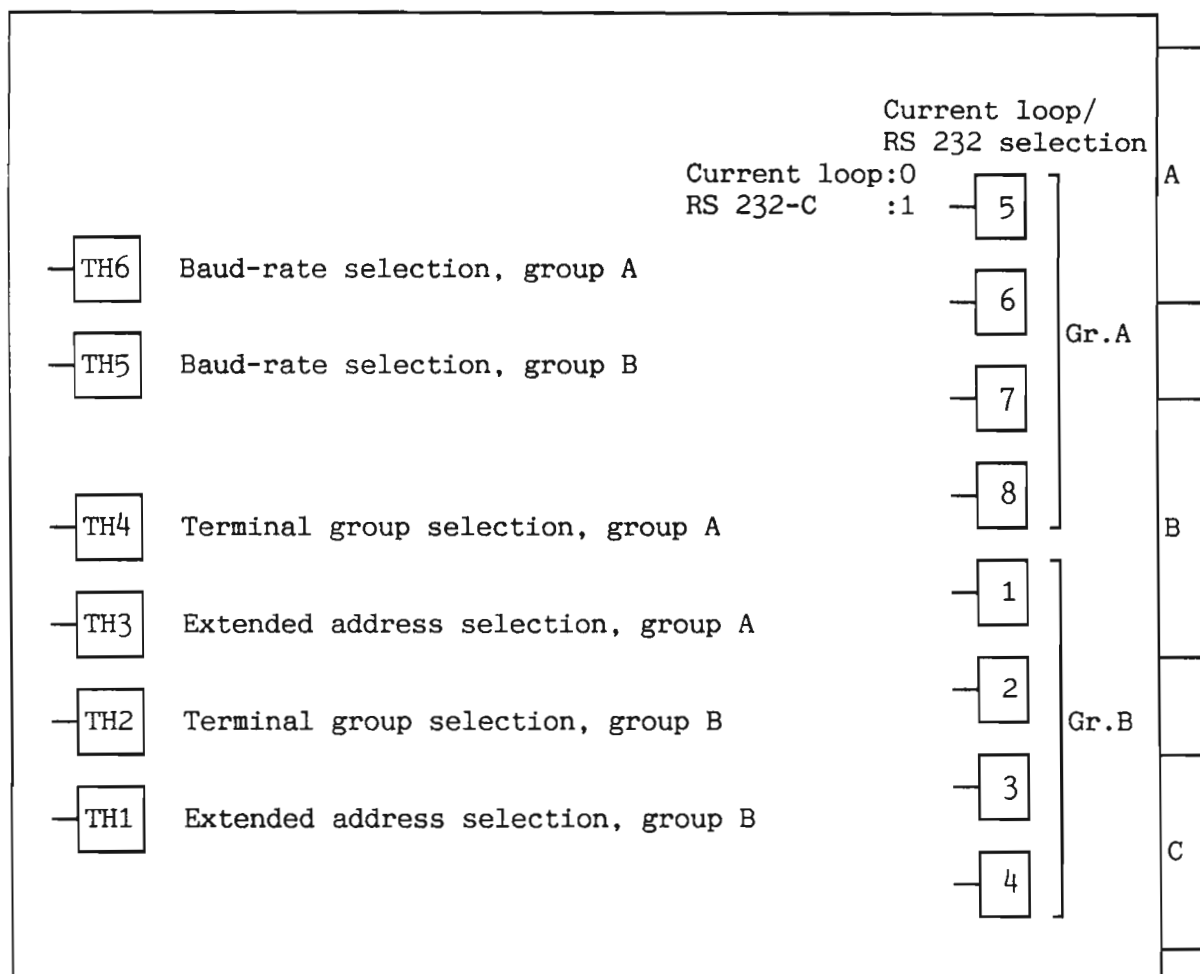 Current loop/
RS 232 selection
Current loop:0
RS 232-C :1
5
A
TH6 Baud-rate selection, group A
6
Gr.A
TH5 Baud-rate selection, group B
7
8
TH4 Terminal group selection, group A
B
1
TH3 Extended address selection, group A
2
TH2 Terminal group selection, group B
Gr.B
3
TH1 Extended address selection, group B
C
4